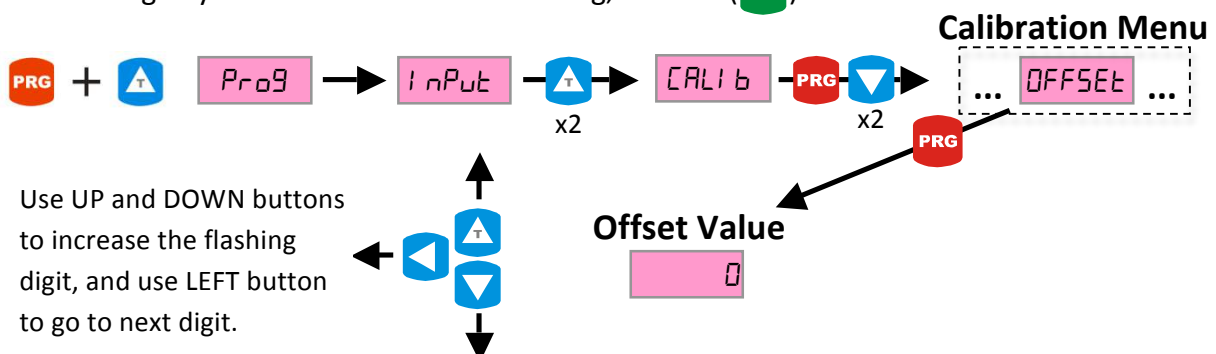 Calibration Menu
PRG + T Prog InPut T CALIb PRG ... OFFSEt ...
x2 x2
PRG
Use UP and DOWN buttons
to increase the flashing
digit, and use LEFT button
to go to next digit.
T
Offset Value
0